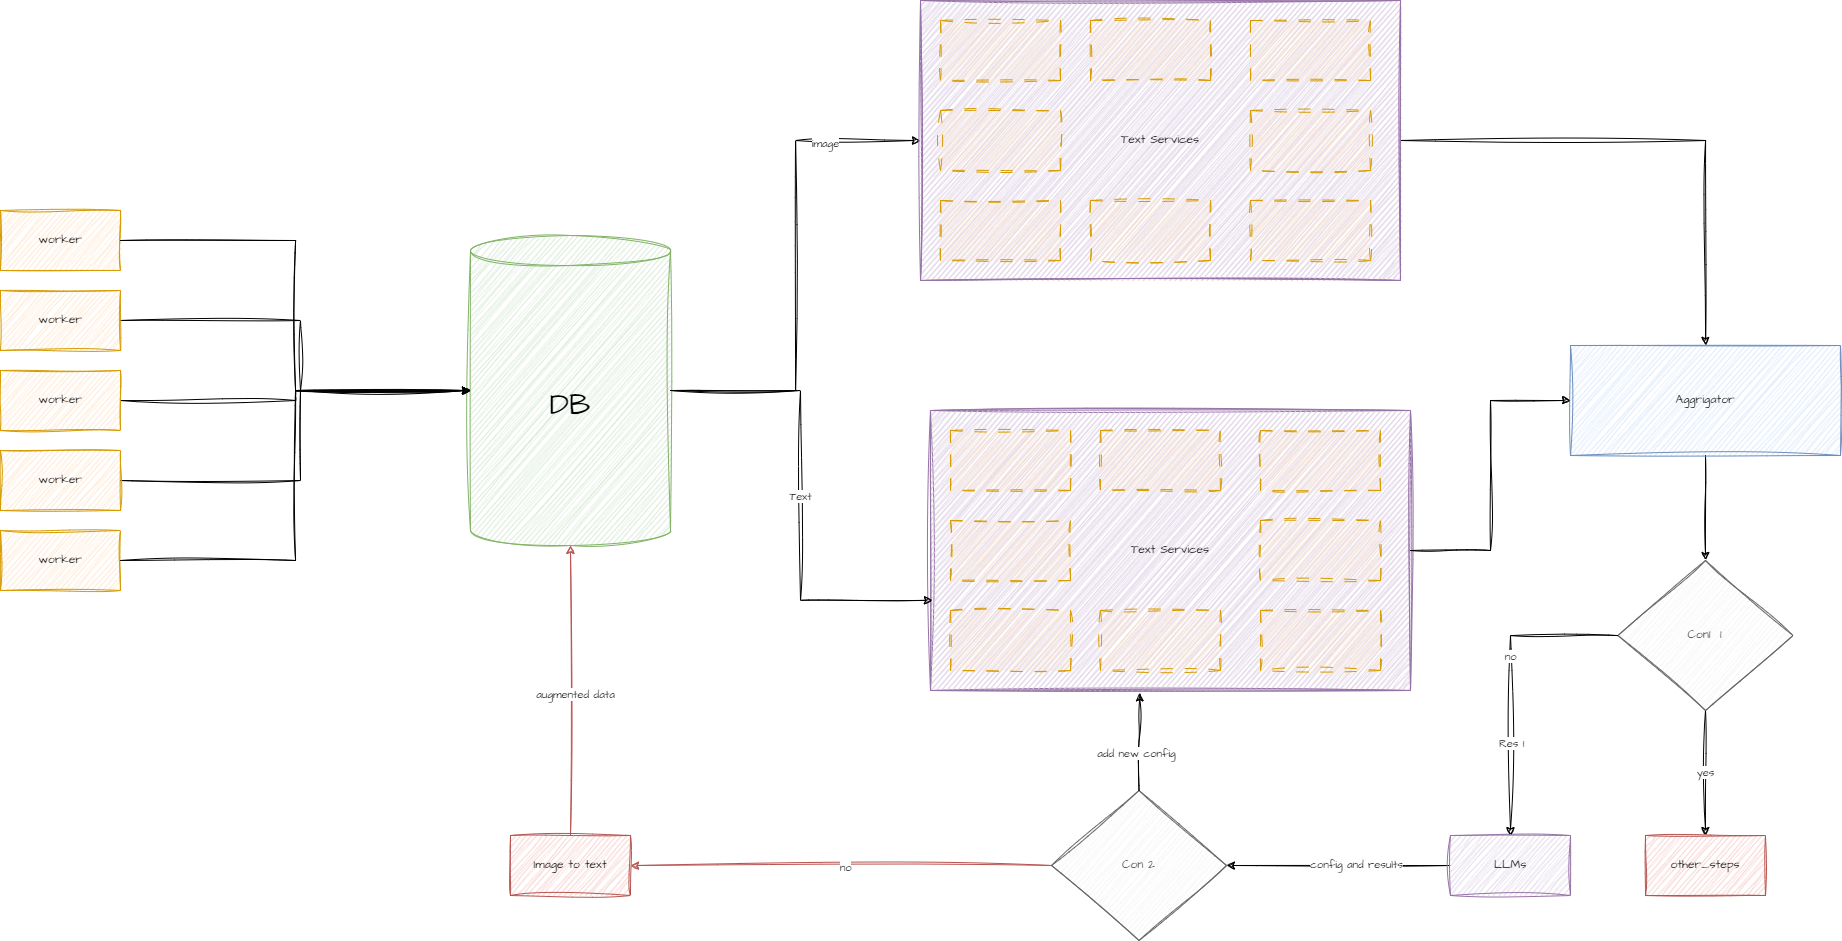 Text Services
image
worker
worker
worker
worker
worker
DB
Aggrigator
Text
Text Services
Con1 1
no
augmented data
Res 1
add new config
yes
Image to text
no
Con 2
config and results
LLMs
other_steps